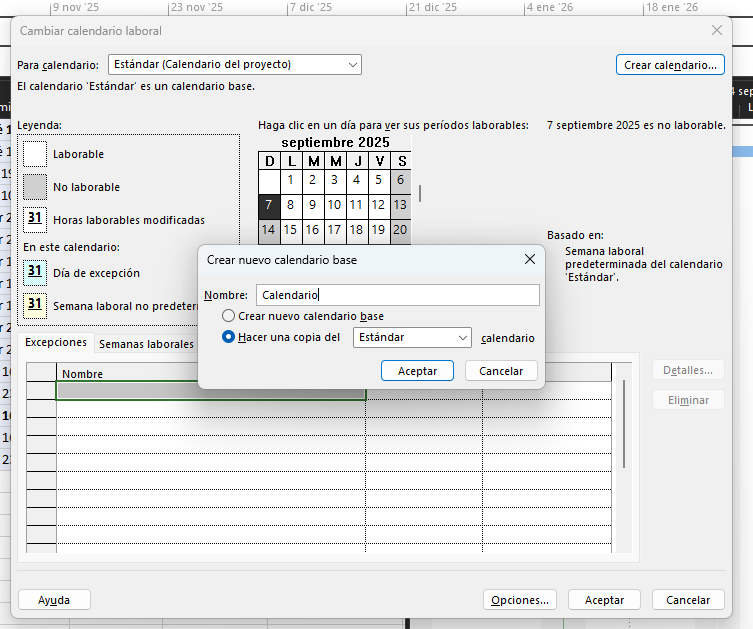 9 nov '25 23 nov '25 7 dic '25 21 dic '25 4 ene '26 18 ene '26
Cambiar calendario laboral
Para calendario: Estándar (Calendario del proyecto) Crear calendario...
El calendario 'Estándar' es un calendario base.
Leyenda:
Laborable
No laborable
31 Horas laborables modificadas
En este calendario:
31 Día de excepción
31 Semana laboral no predeter
Haga clic en un día para ver sus períodos laborables:
septiembre 2025
D L M M J V S
1 2 3 4 5 6
7 8 9 10 11 12 13
14 15 16 17 18 19 20
7 septiembre 2025 es no laborable.
Basado en:
Semana laboral
predeterminada del calendario
'Estándar'.
Crear nuevo calendario base
Nombre: Calendario
Crear nuevo calendario base
Hacer una copia del Estándar calendario
Aceptar Cancelar
Excepciones Semanas laborales
Nombre
Detalles...
Eliminar
Ayuda Opciones... Aceptar Cancelar